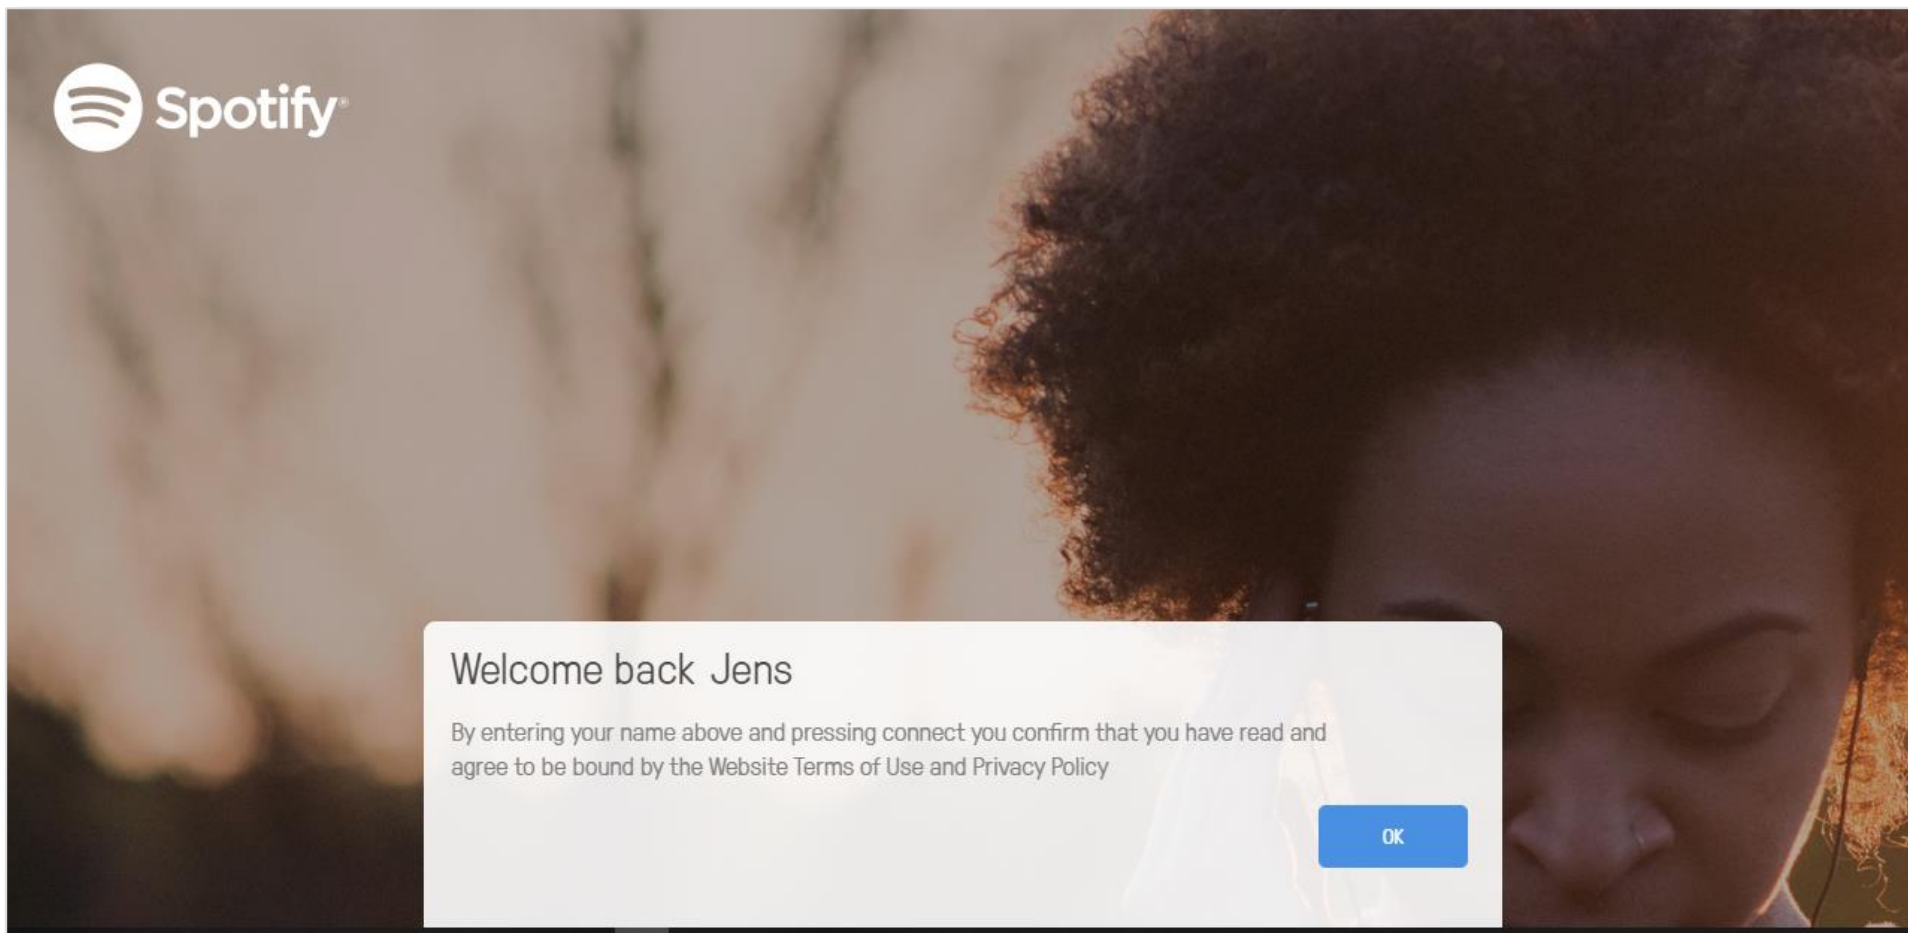 Spotify®
Welcome back Jens
By entering your name above and pressing connect you confirm that you have read and
agree to be bound by the Website Terms of Use and Privacy Policy
OK